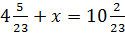 4 5/23 + x = 10 2/23